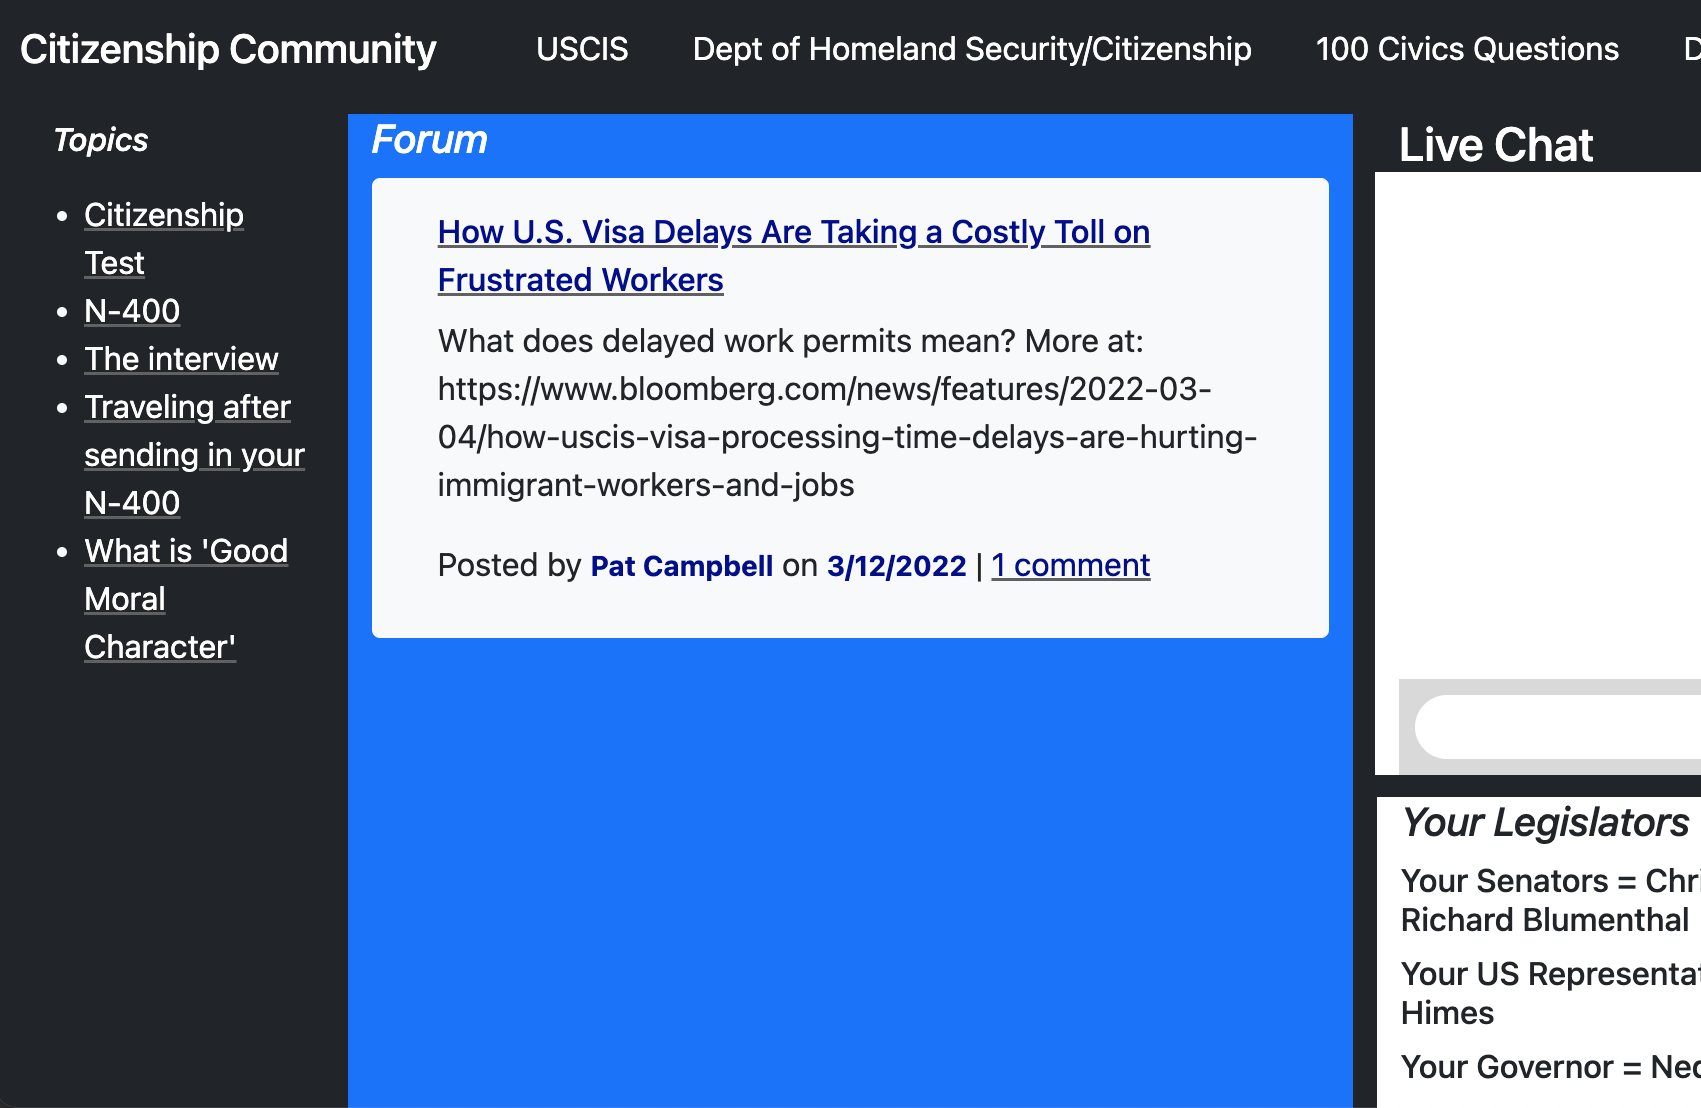 Citizenship Community USCIS Dept of Homeland Security/Citizenship 100 Civics Questions
Topics
Citizenship
Test
N-400
The interview
Traveling after
sending in your
N-400
What is 'Good
Moral
Character'
Forum
How U.S. Visa Delays Are Taking a Costly Toll on
Frustrated Workers
What does delayed work permits mean? More at:
https://www.bloomberg.com/news/features/2022-03-
04/how-uscis-visa-processing-time-delays-are-hurting-
immigrant-workers-and-jobs
Posted by Pat Campbell on 3/12/2022 | 1 comment
Live Chat
Your Legislators
Your Senators =
Richard Blumenthal
Your US
Himes
Your Governor =